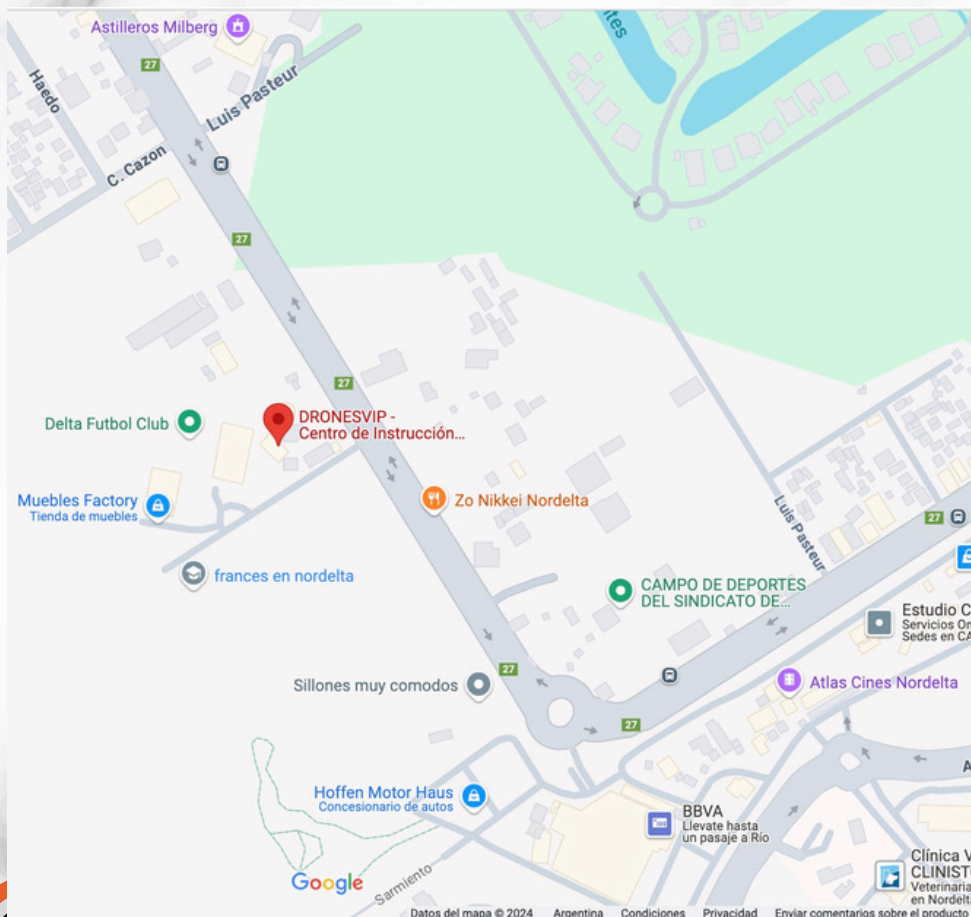 Astilleros Milberg
27
Haedo
Luis Pasteur
C. Cazon
27
27
DRONESVIP -
Centro de Instrucción...
Delta Futbol Club
Muebles Factory
Tienda de muebles
Zo Nikkei Nordelta
Luis Pasteur
27
frances en nordelta
CAMPO DE DEPORTES
DEL SINDICATO DE...
Estudio C
Servicios On
Sedes en CA
27
Sillones muy comodos
Atlas Cines Nordelta
27
Hoffen Motor Haus
Concesionario de autos
BBVA
Llevate hasta
un pasaje a Río
A
Google
Sarmiento
Clínica V
CLINIST
Veterinaria
en Nordelt
Datos del mapa © 2024 Argentina Condiciones Privacidad Enviar comentarios sobre el producto